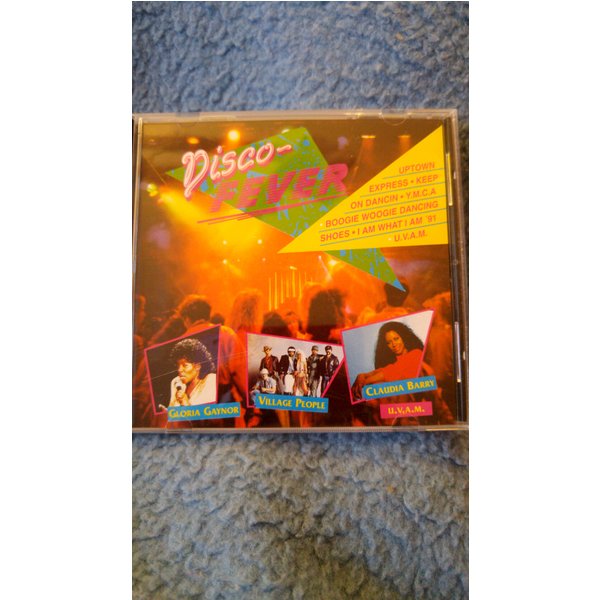 Disco-
FEVER
UPTOWN
EXPRESS • KEEP
ON DANCIN • Y.M.C.A
BOOGIE WOOGIE DANCING
SHOES • I AM WHAT I AM '91
U.V.A.M.
GLORIA GAYNOR
VILLAGE PEOPLE
CLAUDIA BARRY
U.V.A.M.